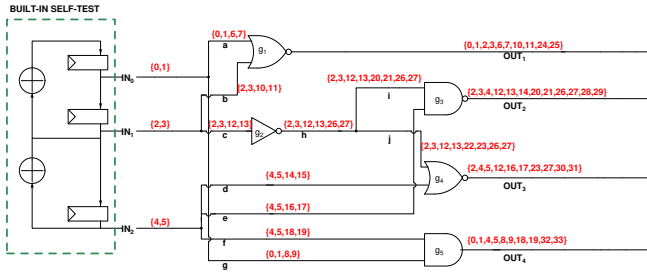 BUILT-IN SELF-TEST
{0,1,6,7}
a
g1
{0,1,2,3,6,7,10,11,24,25}
OUT1
{0,1}
IN0
{2,3,10,11}
b
{2,3,12,13,20,21,26,27}
i
g3
{2,3,4,12,13,14,20,21,26,27,28,29}
OUT2
{2,3}
IN1
{2,3,12,13}
c
g2
{2,3,12,13,26,27}
h
j
{2,3,12,13,22,23,26,27}
{4,5,14,15}
d
g4
{2,4,5,12,16,17,23,27,30,31}
OUT3
{4,5,16,17}
e
{4,5}
IN2
{4,5,18,19}
f
{0,1,8,9}
g
g5
{0,1,4,5,8,9,18,19,32,33}
OUT4